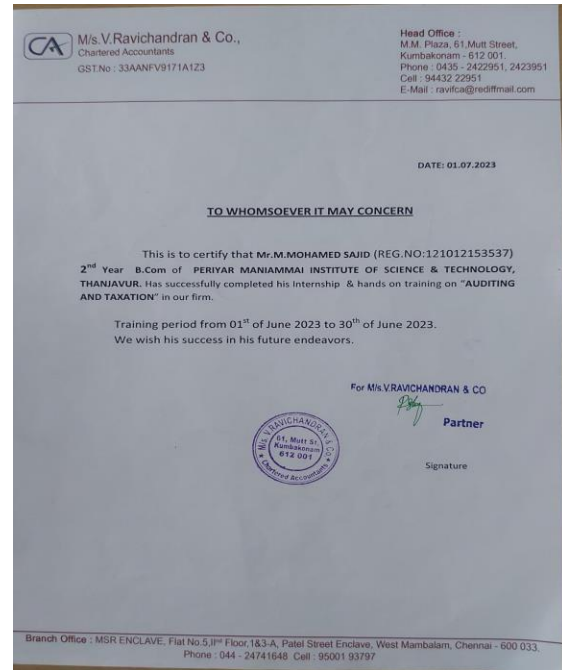 CA
M/s.V.Ravichandran & Co.,
Chartered Accountants
GST.No : 33AANFV9171A1Z3
Head Office :
M.M. Plaza, 61,Mutt Street,
Kumbakonam - 612 001.
Phone : 0435 - 2422951, 2423951
Cell : 94432 22951
E-Mail : ravifca@rediffmail.com
DATE: 01.07.2023
TO WHOMSOEVER IT MAY CONCERN
This is to certify that Mr.M.MOHAMED SAJID (REG.NO:121012153537)
2nd Year B.Com of PERIYAR MANIAMMAI INSTITUTE OF SCIENCE & TECHNOLOGY,
THANJAVUR. Has successfully completed his Internship & hands on training on "AUDITING
AND TAXATION" in our firm.
Training period from 01st of June 2023 to 30th of June 2023.
We wish his success in his future endeavors.
For M/s.V.RAVICHANDRAN & CO
Partner
Signature
M/s. V. RAVICHANDRAN & CO.
61, Mutt St.
Kumbakonam
612 001
★ Chartered Accountants ★
Branch Office : MSR ENCLAVE, Flat No.5,IInd Floor,1&3-A, Patel Street Enclave, West Mambalam, Chennai - 600 033.
Phone : 044 - 24741648 Cell : 95001 93797